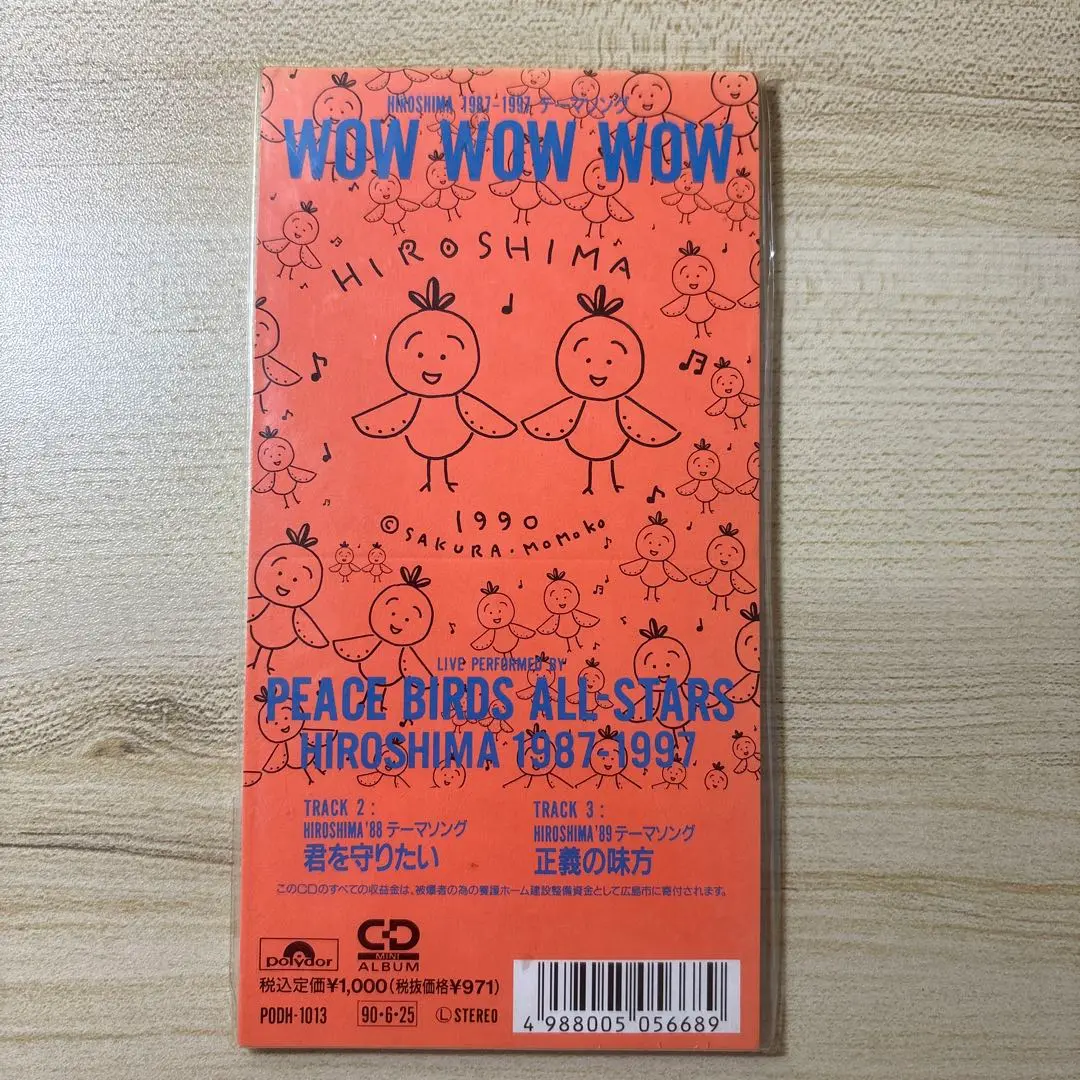 HIROSHIMA 1987-1997 テーマソング
WOW WOW WOW
HIROSHIMA
1990
©SAKURA・MOMOKO
LIVE PERFORMED BY
PEACE BIRDS ALL-STARS
HIROSHIMA 1987-1997
TRACK 2:
HIROSHIMA'88 テーマソング
君を守りたい
TRACK 3:
HIROSHIMA'89 テーマソング
正義の味方
このCDのすべての収益金は、被爆者の為の養護ホーム建設整備資金として広島市に寄付されます。
polydor
CD
MINI
ALBUM
税込定価¥1,000(税抜価格¥971)
PODH-1013 90・6・25 Ⓛ STEREO
4 988005 056689